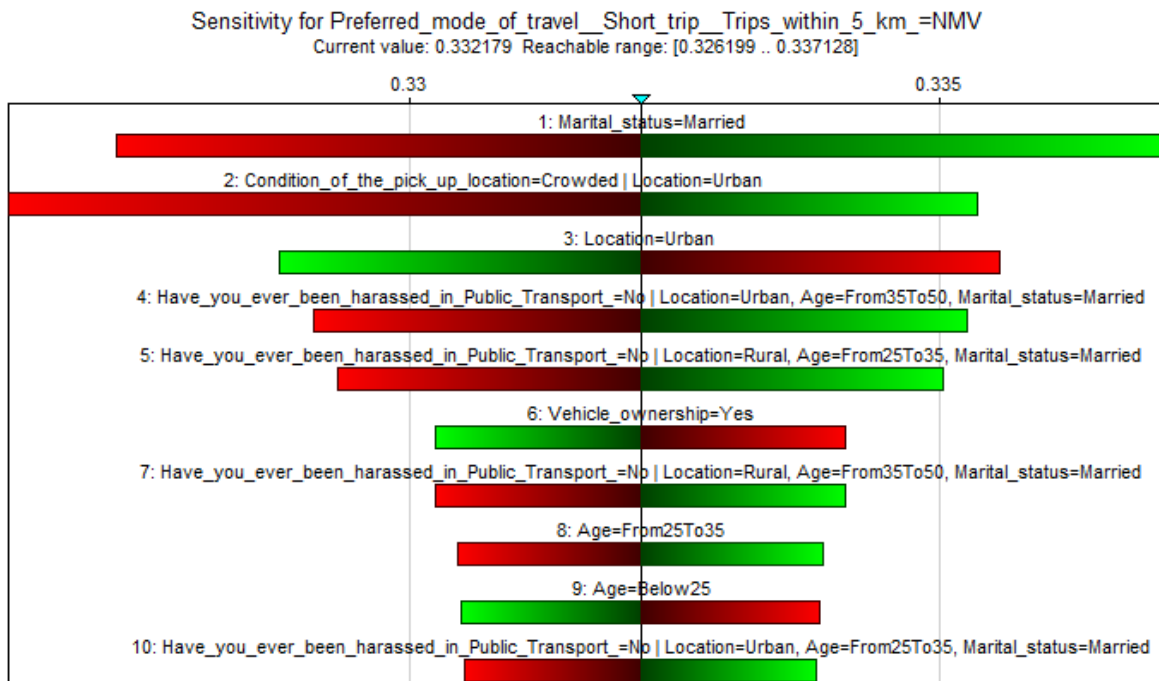 Sensitivity for Preferred_mode_of_travel__Short_trip__Trips_within_5_km_=NMV
Current value: 0.332179 Reachable range: [0.326199 .. 0.337128]
0.33 0.335
1: Marital_status=Married
2: Condition_of_the_pick_up_location=Crowded | Location=Urban
3: Location=Urban
4: Have_you_ever_been_harassed_in_Public_Transport_=No | Location=Urban, Age=From35To50, Marital_status=Married
5: Have_you_ever_been_harassed_in_Public_Transport_=No | Location=Rural, Age=From25To35, Marital_status=Married
6: Vehicle_ownership=Yes
7: Have_you_ever_been_harassed_in_Public_Transport_=No | Location=Rural, Age=From35To50, Marital_status=Married
8: Age=From25To35
9: Age=Below25
10: Have_you_ever_been_harassed_in_Public_Transport_=No | Location=Urban, Age=From25To35, Marital_status=Married